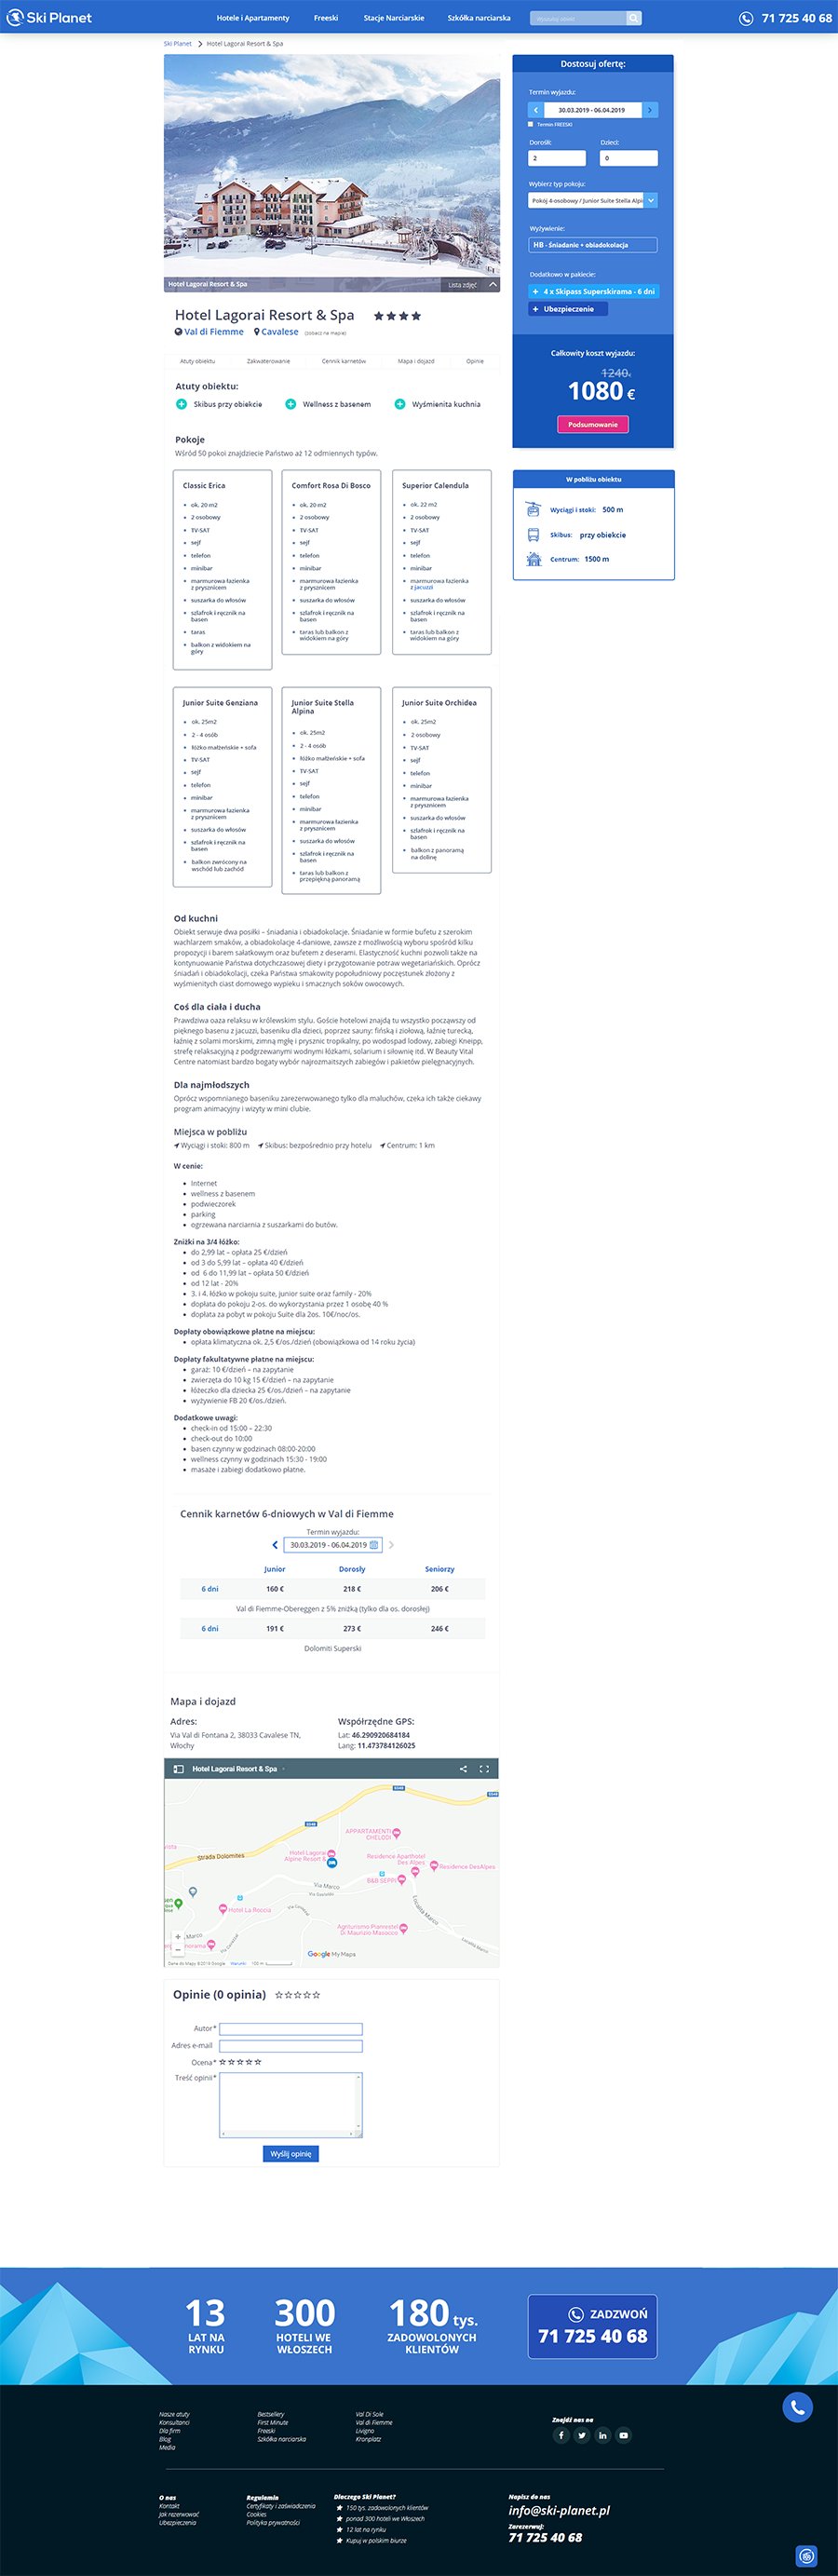 Ski Planet
Hotele i Apartamenty Freeski Stacje Narciarskie Szkółka narciarska
71 725 40 68
Ski Planet Hotel Lagorai Resort & Spa
Hotel Lagorai Resort & Spa Lista zdjęć
Hotel Lagorai Resort & Spa
Val di Fiemme Cavalese (zobacz na mapie)
Atuty obiektu Zakwaterowanie Cennik karnetów Mapa i dojazd Opinie
Atuty obiektu:
Skibus przy obiekcie Wellness z basenem Wyśmienita kuchnia
Dostosuj ofertę:
Termin wyjazdu:
30.03.2019 - 06.04.2019
Termin FREESKI
Dorośli: Dzieci:
2 0
Wybierz typ pokoju:
Pokój 4-osobowy / Junior Suite Stella Alpi
Wyżywienie:
HB - Śniadanie + obiadokolacja
Dodatkowo w pakiecie:
+ 4 x Skipass Superskirama - 6 dni
+ Ubezpieczenie
Całkowity koszt wyjazdu:
1240€
1080 €
Podsumowanie
W pobliżu obiektu
Wyciągi i stoki: 500 m
Skibus: przy obiekcie
Centrum: 1500 m
Pokoje
Wśród 50 pokoi znajdziecie Państwo aż 12 odmiennych typów.
Classic Erica
ok. 20 m2
2 osobowy
TV-SAT
sejf
telefon
minibar
marmurowa łazienka
z prysznicem
suszarka do włosów
szlafrok i ręcznik na
basen
taras
balkon z widokiem na
góry
Comfort Rosa Di Bosco
ok. 20 m2
2 osobowy
TV-SAT
sejf
telefon
minibar
marmurowa łazienka
z prysznicem
suszarka do włosów
szlafrok i ręcznik na
basen
taras lub balkon z
widokiem na góry
Superior Calendula
ok. 22 m2
2 osobowy
TV-SAT
sejf
telefon
minibar
marmurowa łazienka
z jacuzzi
suszarka do włosów
szlafrok i ręcznik na
basen
taras lub balkon z
widokiem na góry
Junior Suite Genziana
ok. 25m2
2 - 4 osób
łóżko małżeńskie + sofa
TV-SAT
sejf
telefon
minibar
marmurowa łazienka
z prysznicem
suszarka do włosów
szlafrok i ręcznik na
basen
balkon zwrócony na
wschód lub zachód
Junior Suite Stella
Alpina
ok. 25m2
2 - 4 osób
łóżko małżeńskie + sofa
TV-SAT
sejf
telefon
minibar
marmurowa łazienka
z prysznicem
suszarka do włosów
szlafrok i ręcznik na
basen
taras lub balkon z
przepiękną panoramą
Junior Suite Orchidea
ok. 25m2
2 osobowy
TV-SAT
sejf
telefon
minibar
marmurowa łazienka
z prysznicem
suszarka do włosów
szlafrok i ręcznik na
basen
balkon z panoramą
na dolinę
Od kuchni
Obiekt serwuje dwa posiłki – śniadania i obiadokolacje. Śniadanie w formie bufetu z szerokim
wachlarzem smaków, a obiadokolacje 4-daniowe, zawsze z możliwością wyboru spośród kilku
propozycji i barem sałatkowym oraz bufetem z deserami. Elastyczność kuchni pozwoli także na
kontynuowanie Państwa dotychczasowej diety i przygotowanie potraw wegetariańskich. Oprócz
śniadań i obiadokolacji, czeka Państwa smakowity popołudniowy poczęstunek złożony z
wyśmienitych ciast domowego wypieku i smacznych soków owocowych.
Coś dla ciała i ducha
Prawdziwa oaza relaksu w królewskim stylu. Goście hotelowi znajdą tu wszystko począwszy od
pięknego basenu z jacuzzi, baseniku dla dzieci, poprzez sauny: fińską i ziołową, łaźnię turecką,
łaźnię z solami morskimi, zimną mgłę i prysznic tropikalny, po wodospad lodowy, zabiegi Kneipp,
strefę relaksacyjną z podgrzewanymi wodnymi łóżkami, solarium i siłownię itd. W Beauty Vital
Centre natomiast bardzo bogaty wybór najrozmaitszych zabiegów i pakietów pielęgnacyjnych.
Dla najmłodszych
Oprócz wspomnianego baseniku zarezerwowanego tylko dla maluchów, czeka ich także ciekawy
program animacyjny i wizyty w mini clubie.
Miejsca w pobliżu
Wyciągi i stoki: 800 m Skibus: bezpośrednio przy hotelu Centrum: 1 km
W cenie:
Internet
wellness z basenem
podwieczorek
parking
ogrzewana narciarnia z suszarkami do butów.
Zniżki na 3/4 łóżko:
do 2,99 lat – opłata 25 €/dzień
od 3 do 5,99 lat – opłata 40 €/dzień
od 6 do 11,99 lat – opłata 50 €/dzień
od 12 lat - 20%
3. i 4. łóżko w pokoju suite, junior suite oraz family - 20%
dopłata do pokoju 2-os. do wykorzystania przez 1 osobę 40 %
dopłata za pobyt w pokoju Suite dla 2os. 10€/noc/os.
Dopłaty obowiązkowe płatne na miejscu:
opłata klimatyczna ok. 2,5 €/os./dzień (obowiązkowa od 14 roku życia)
Dopłaty fakultatywne płatne na miejscu:
garaż: 10 €/dzień – na zapytanie
zwierzęta do 10 kg 15 €/dzień – na zapytanie
łóżeczko dla dziecka 25 €/os./dzień – na zapytanie
wyżywienie FB 20 €/os./dzień.
Dodatkowe uwagi:
check-in od 15:00 – 22:30
check-out do 10:00
basen czynny w godzinach 08:00-20:00
wellness czynny w godzinach 15:30 - 19:00
masaże i zabiegi dodatkowo płatne.
Cennik karnetów 6-dniowych w Val di Fiemme
Termin wyjazdu:
30.03.2019 - 06.04.2019
Junior Dorosły Seniorzy
6 dni 160 € 218 € 206 €
Val di Fiemme-Obereggen z 5% zniżką (tylko dla os. dorosłej)
6 dni 191 € 273 € 246 €
Dolomiti Superski
Mapa i dojazd
Adres: Współrzędne GPS:
Via Val di Fontana 2, 38033 Cavalese TN, Lat: 46.290920684184
Włochy Lang: 11.473784126025
Hotel Lagorai Resort & Spa
APPARTAMENTI
CHELODI
Strada Dolomites
Hotel Lagorai
Alpine Resort &
Residence Aparthotel
Des Alpes
Residence DesAlpes
B&B SEPPI
Via Marco
Hotel La Roccia
Agriturismo Piamestel
Di Maurizio Misocco
Localita Marco
Google My Maps
Dane do Mapy ©2019 Google Warunki 100 m
Opinie (0 opinia)
Autor*
Adres e-mail
Ocena*
Treść opinii*
Wyślij opinię
13 300 180 tys.
LAT NA RYNKU HOTELI WE WŁOSZECH ZADOWOLONYCH KLIENTÓW
ZADZWOŃ
71 725 40 68
Nasze atuty
Konsultanci
Dla firm
Blog
Media
Bestsellery
First Minute
Freeski
Szkółka narciarska
Val Di Sole
Val di Fiemme
Livigno
Kronplatz
Znajdź nas na
O nas
Kontakt
Jak rezerwować
Ubezpieczenia
Regulamin
Certyfikaty i zaświadczenia
Cookies
Polityka prywatności
Dlaczego Ski Planet?
150 tys. zadowolonych klientów
ponad 300 hoteli we Włoszech
12 lat na rynku
Kupuj w polskim biurze
Napisz do nas
info@ski-planet.pl
Zarezerwuj:
71 725 40 68